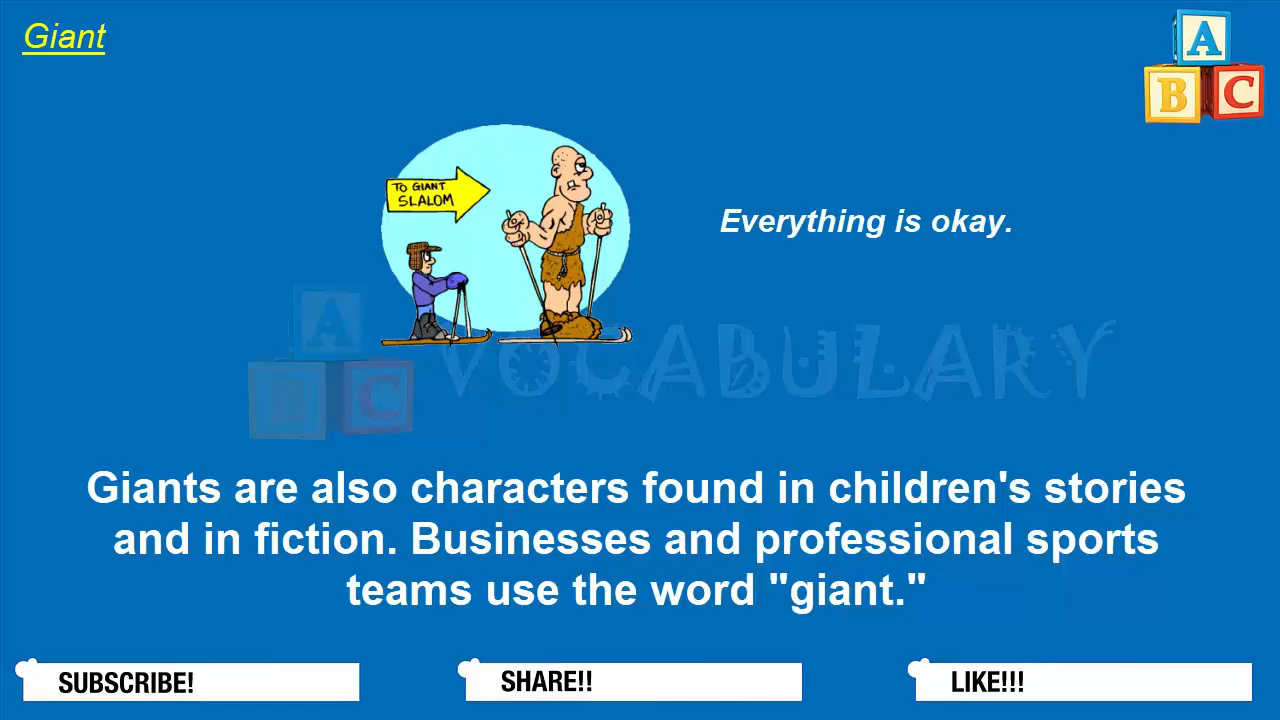 Giant
A
B C
TO GIANT
SLALOM
Everything is okay.
A
B C
VOCABULARY
Giants are also characters found in children's stories
and in fiction. Businesses and professional sports
teams use the word "giant."
SUBSCRIBE!
SHARE!!
LIKE!!!